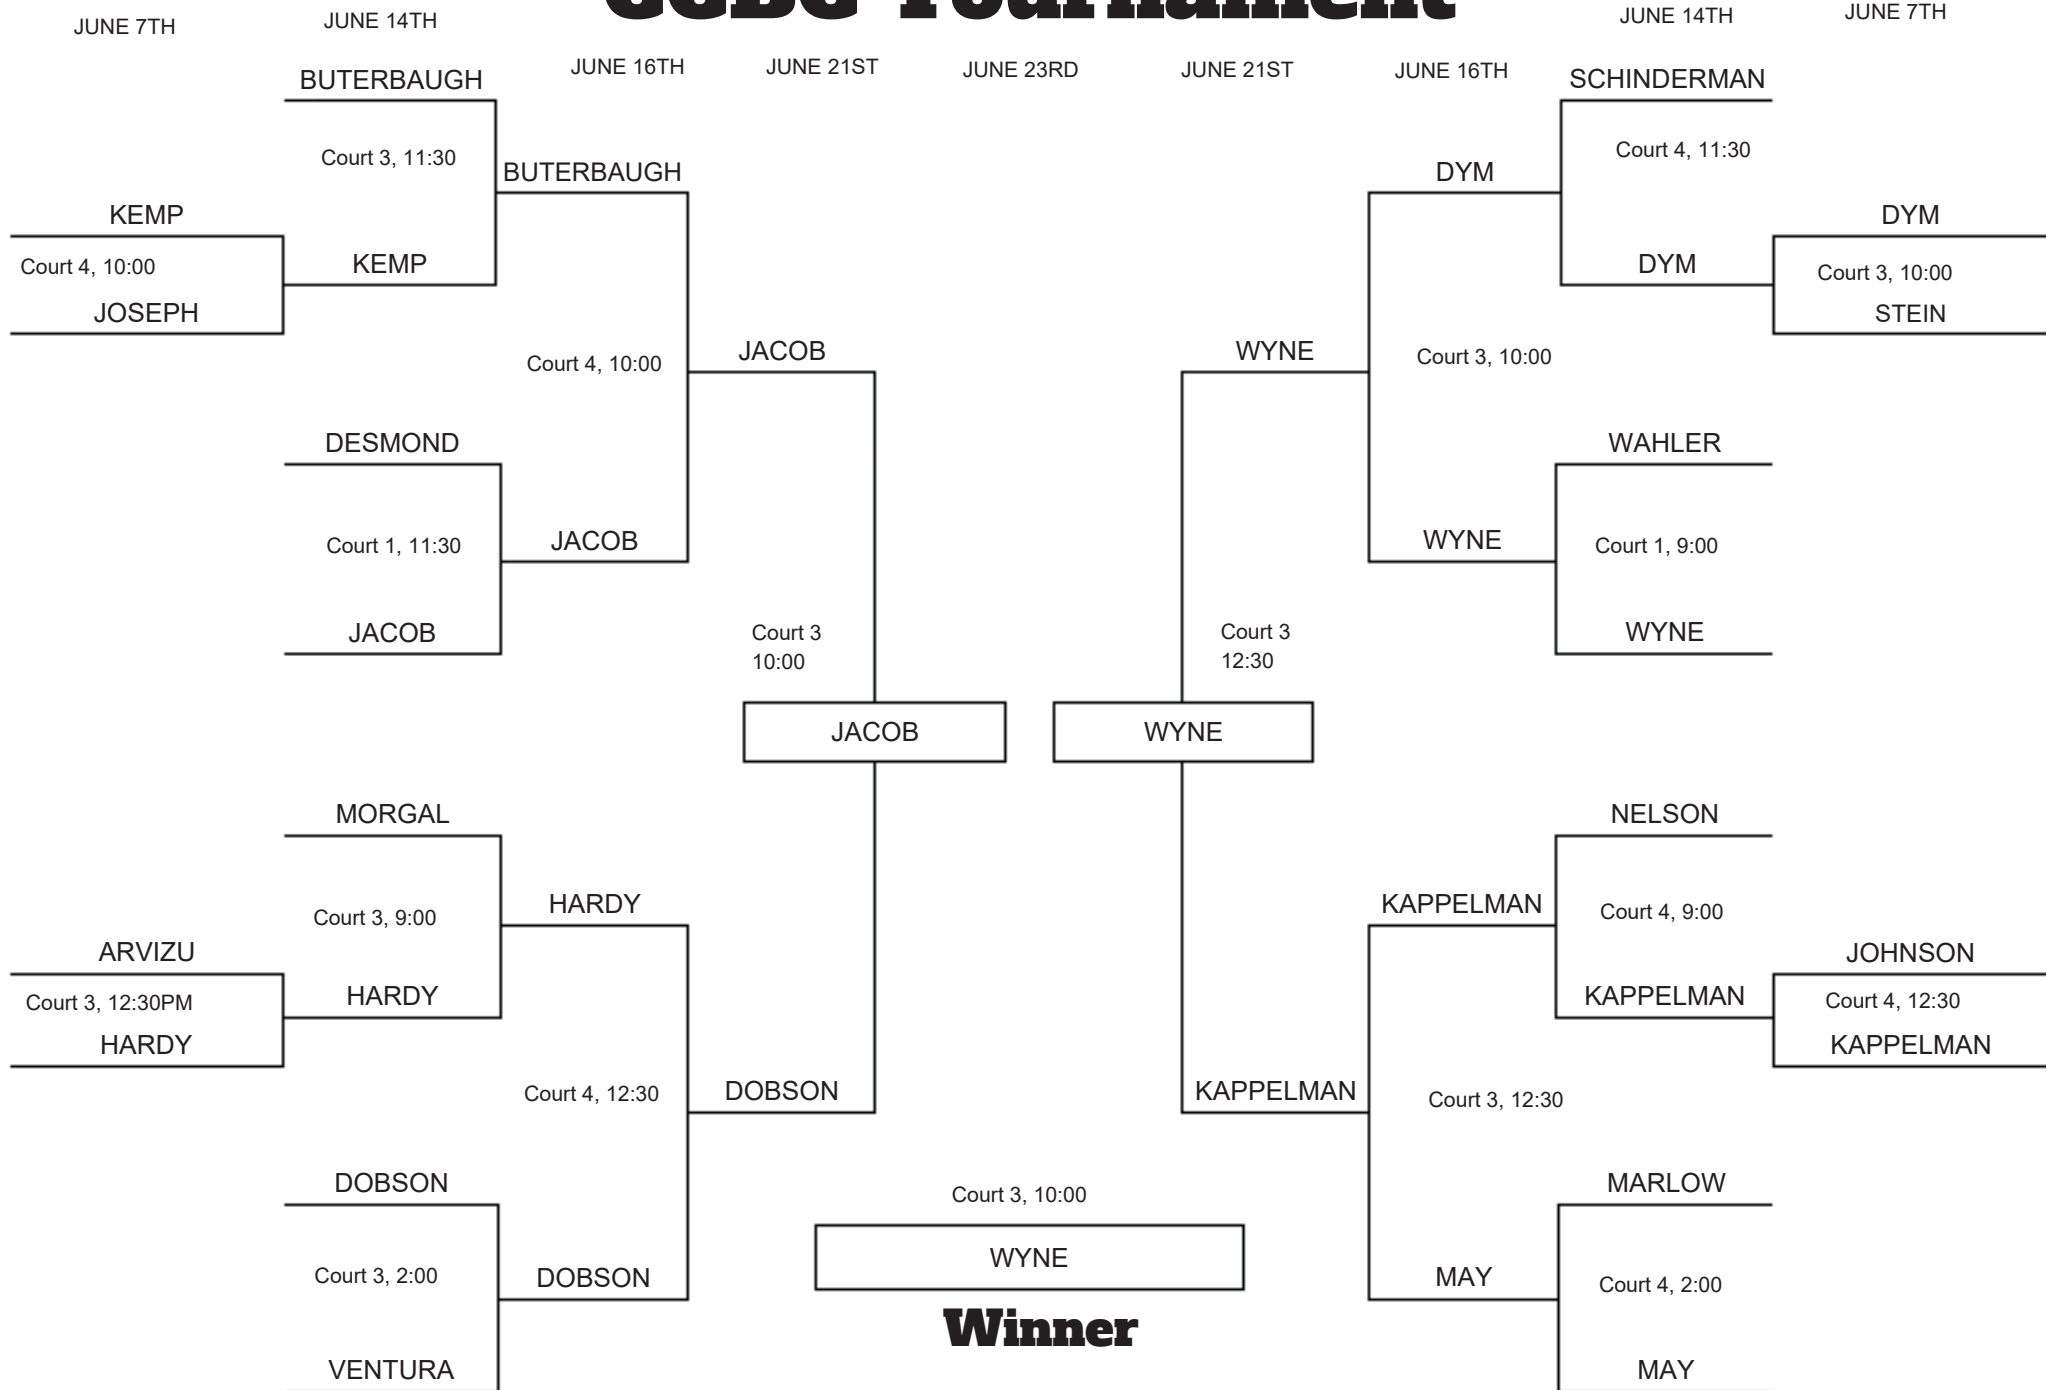 Tournament
JUNE 7TH
JUNE 14TH
JUNE 16TH
JUNE 21ST
JUNE 23RD
JUNE 21ST
JUNE 16TH
JUNE 14TH
JUNE 7TH
BUTERBAUGH
Court 3, 11:30
BUTERBAUGH
KEMP
Court 4, 10:00
KEMP
JOSEPH
Court 4, 10:00
JACOB
DESMOND
Court 1, 11:30
JACOB
JACOB
Court 3
10:00
JACOB
MORGAL
Court 3, 9:00
HARDY
ARVIZU
Court 3, 12:30PM
HARDY
HARDY
Court 4, 12:30
DOBSON
DOBSON
Court 3, 2:00
DOBSON
VENTURA
SCHINDERMAN
Court 4, 11:30
DYM
DYM
DYM
Court 3, 10:00
STEIN
WYNE
Court 3, 10:00
WAHLER
WYNE
Court 1, 9:00
WYNE
Court 3
12:30
WYNE
NELSON
KAPPELMAN
Court 4, 9:00
JOHNSON
KAPPELMAN
Court 4, 12:30
KAPPELMAN
KAPPELMAN
Court 3, 12:30
MARLOW
MAY
Court 4, 2:00
MAY
Court 3, 10:00
WYNE
Winner